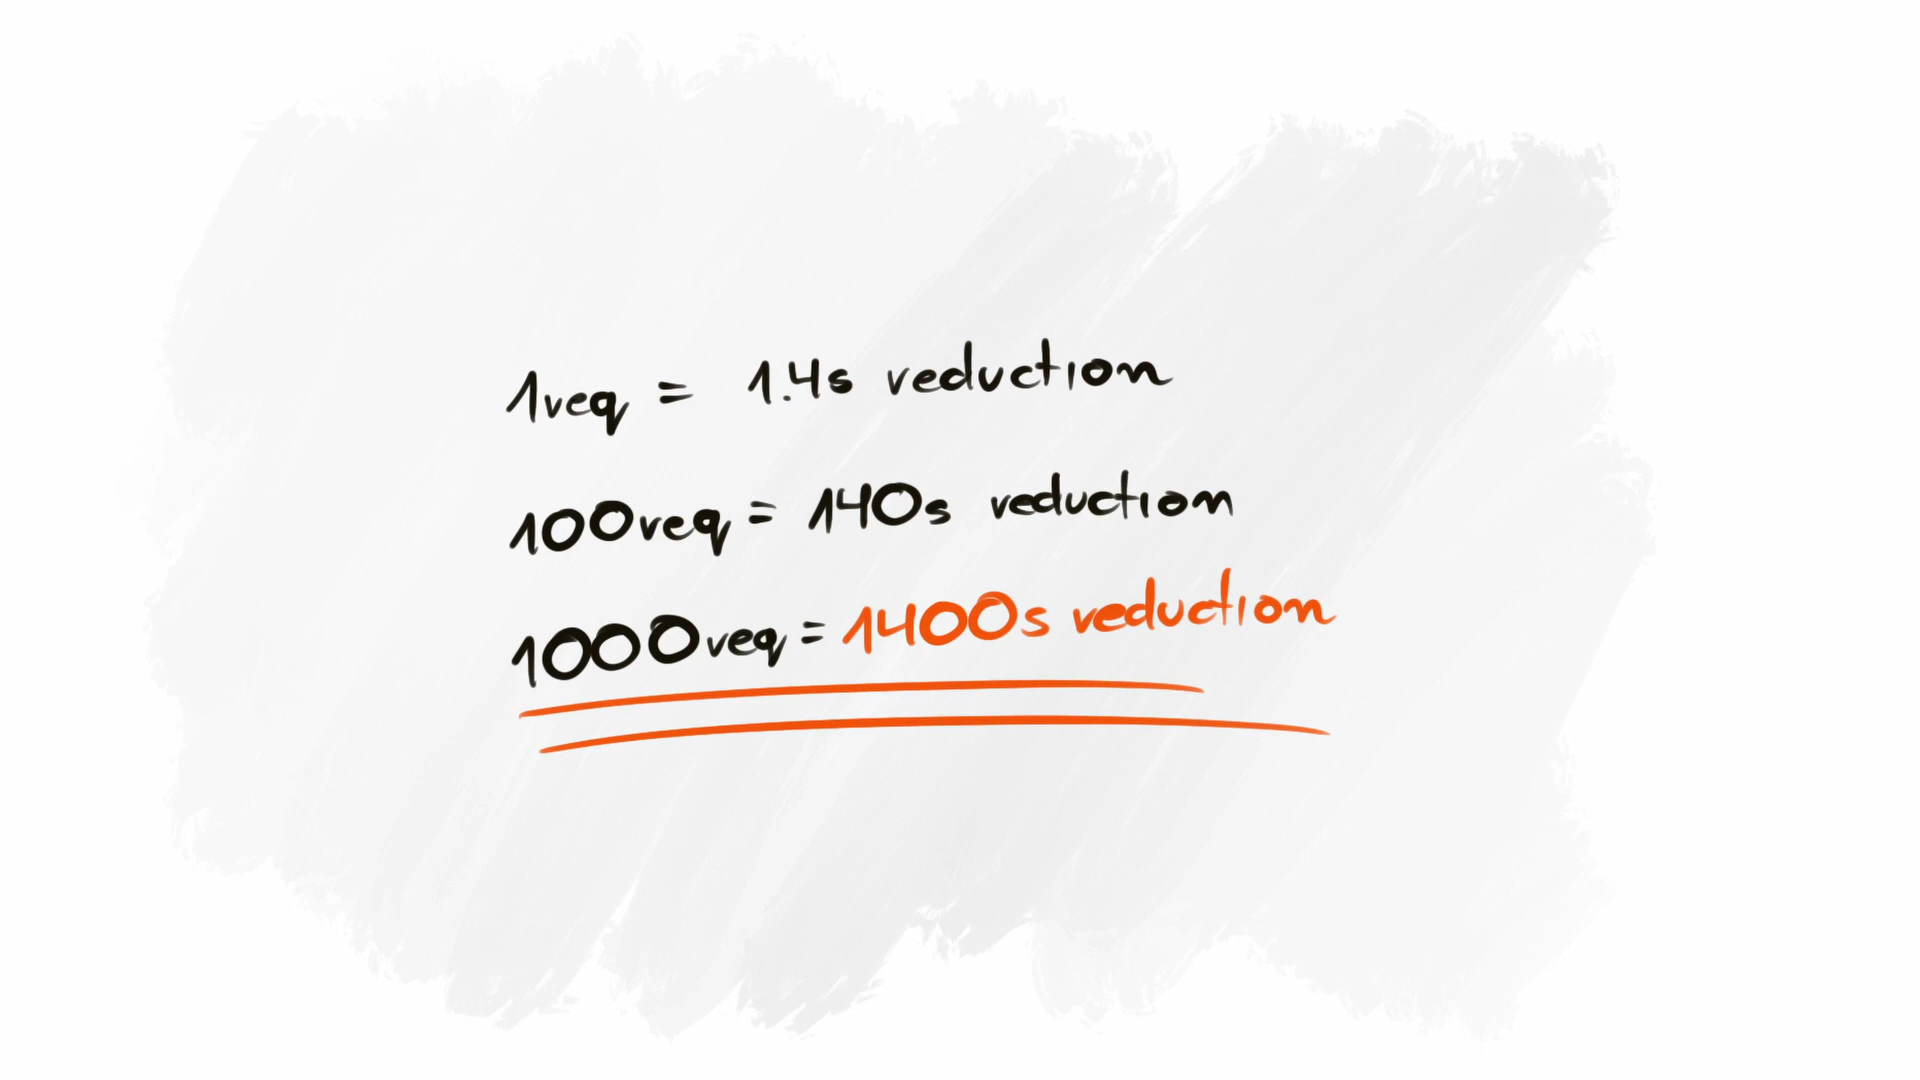 1req = 1.4s reduction
100req = 140s reduction
1000req = 1400s reduction